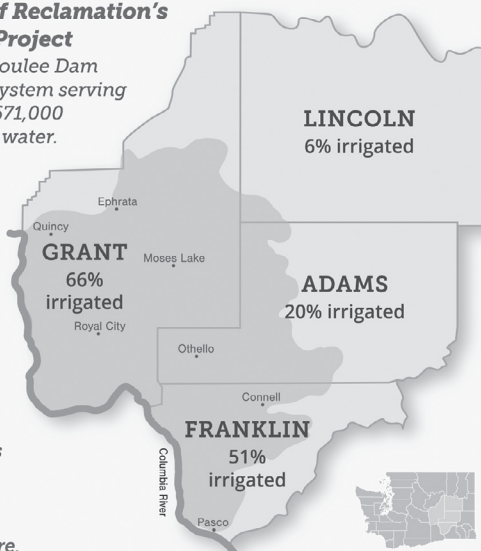 f Reclamation's
Project
oulee Dam
ystem serving
671,000
water.
LINCOLN
6% irrigated
Ephrata
Quincy
GRANT
66%
irrigated
Moses Lake
Royal City
ADAMS
20% irrigated
Othello
Connell
FRANKLIN
51%
irrigated
Columbia River
Pasco
s
re.